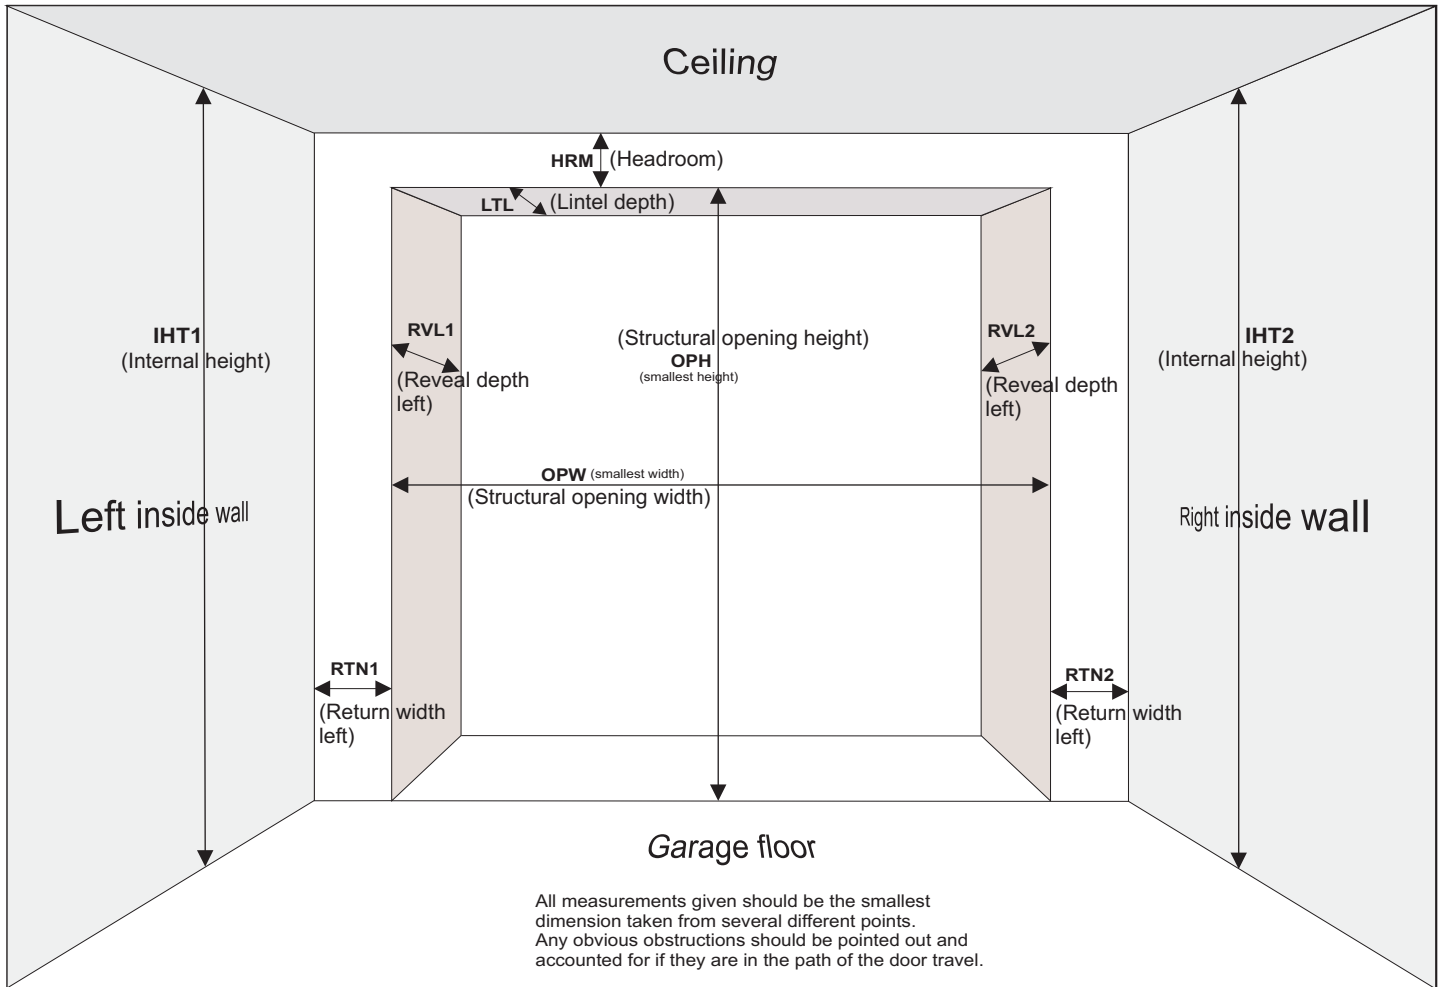 Ceiling
HRM (Headroom)
LTL (Lintel depth)
IHT1
(Internal height)
RVL1
(Reveal depth
left)
(Structural opening height)
OPH
(smallest height)
RVL2
(Reveal depth
left)
IHT2
(Internal height)
OPW (smallest width)
(Structural opening width)
Left inside wall
Right inside wall
RTN1
(Return width
left)
RTN2
(Return width
left)
Garage floor
All measurements given should be the smallest
dimension taken from several different points.
Any obvious obstructions should be pointed out and
accounted for if they are in the path of the door travel.